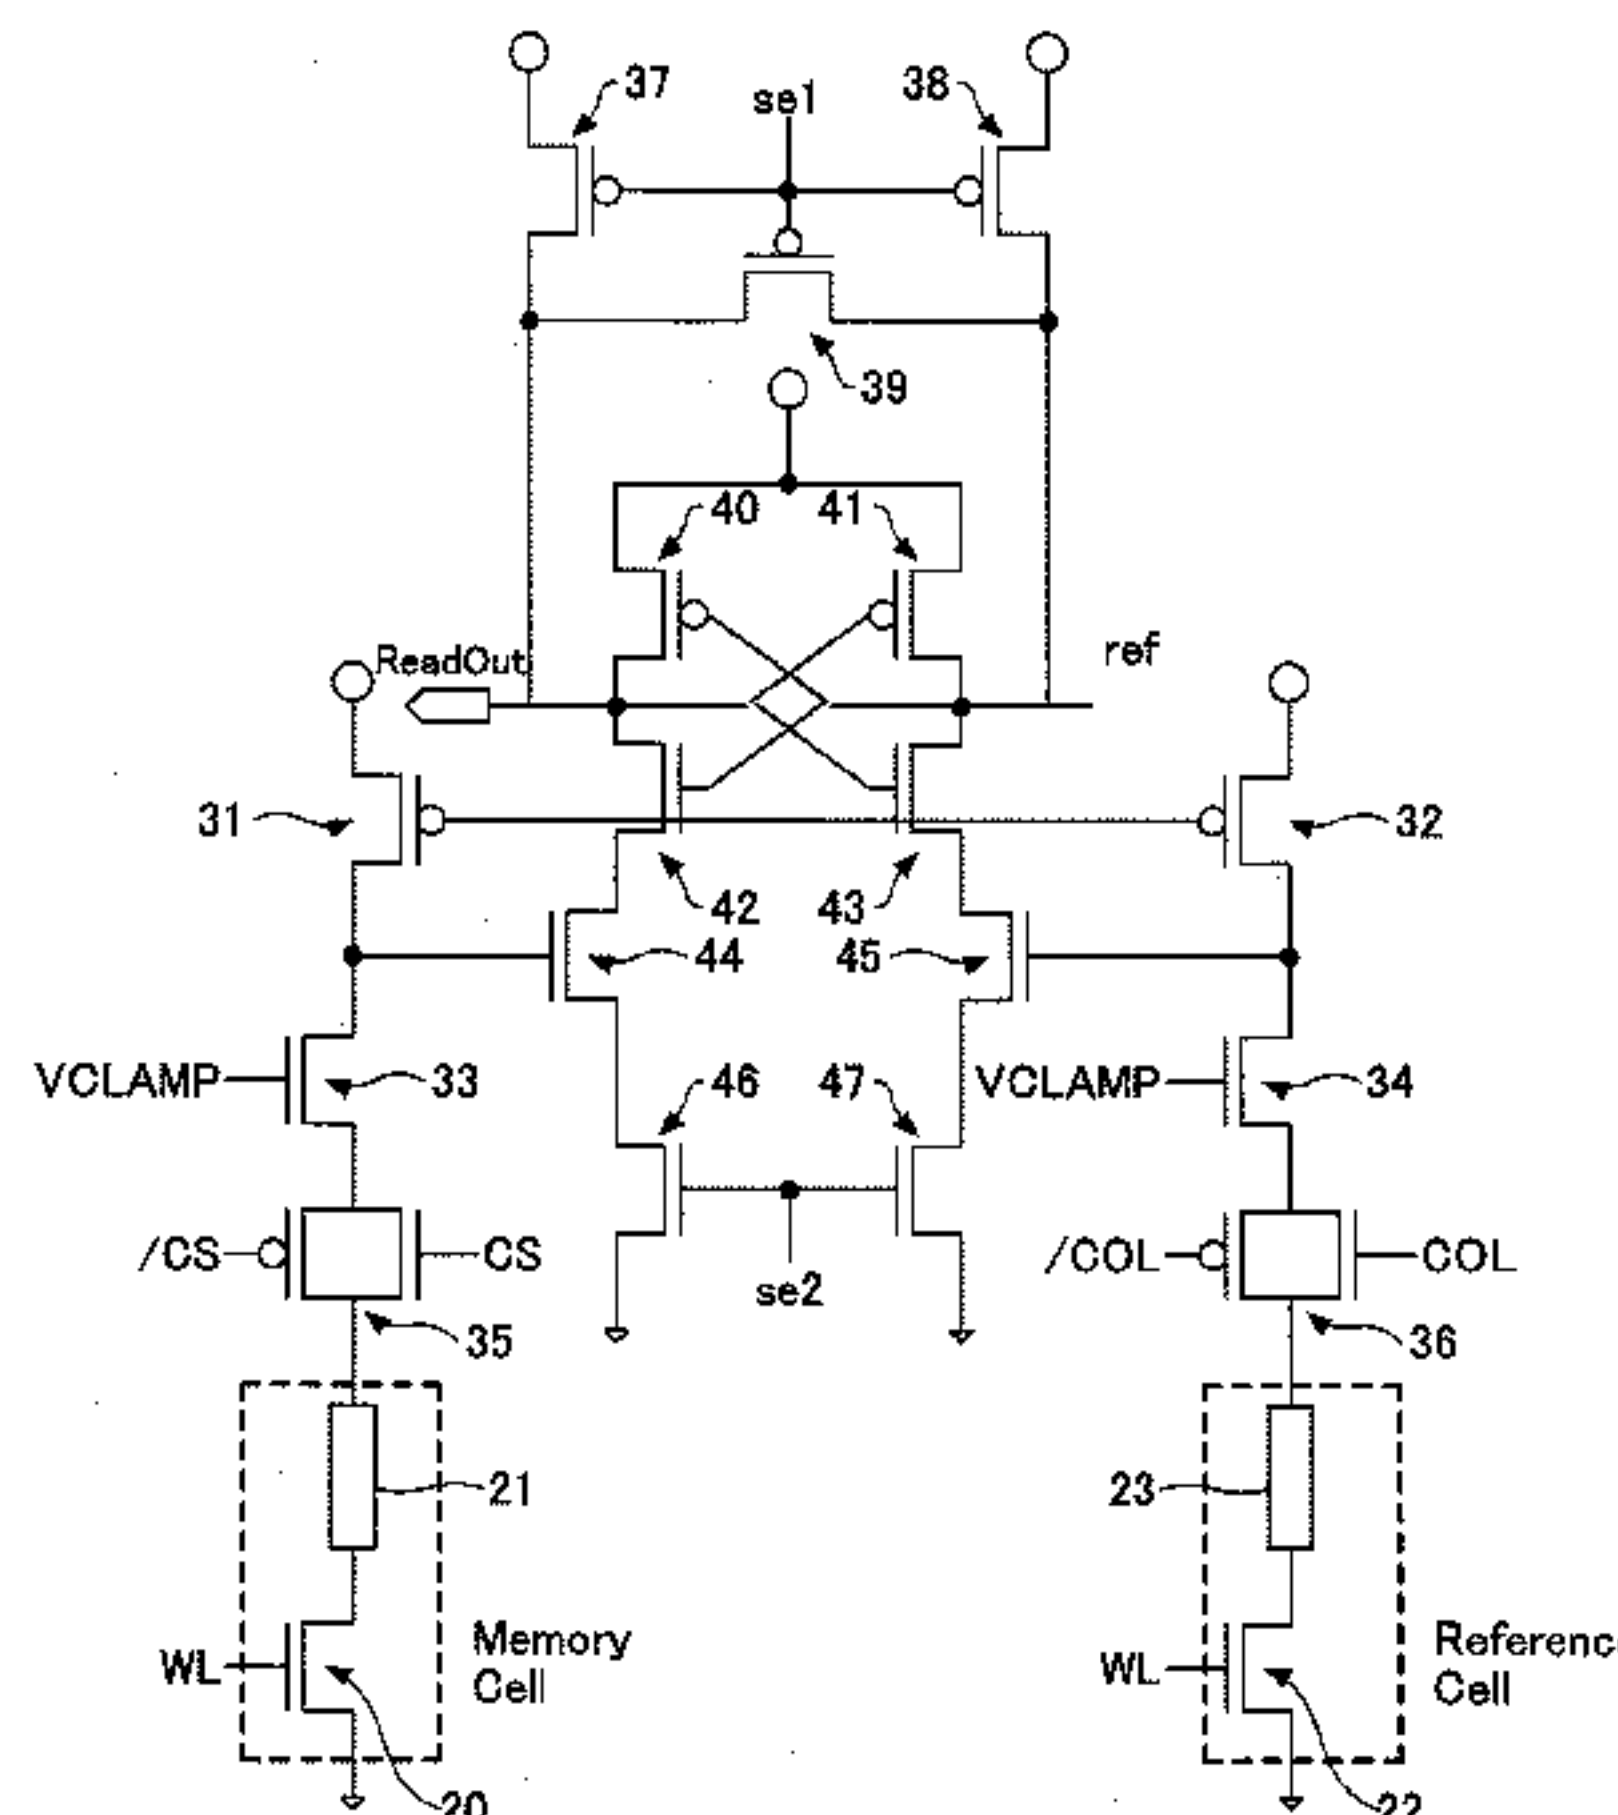 37
se1
38
39
40
41
ReadOut
ref
31
32
42
43
44
45
VCLAMP
33
46
47
VCLAMP
34
/CS
CS
se2
/COL
COL
35
36
21
23
WL
Memory
Cell
WL
Reference
Cell
20
22